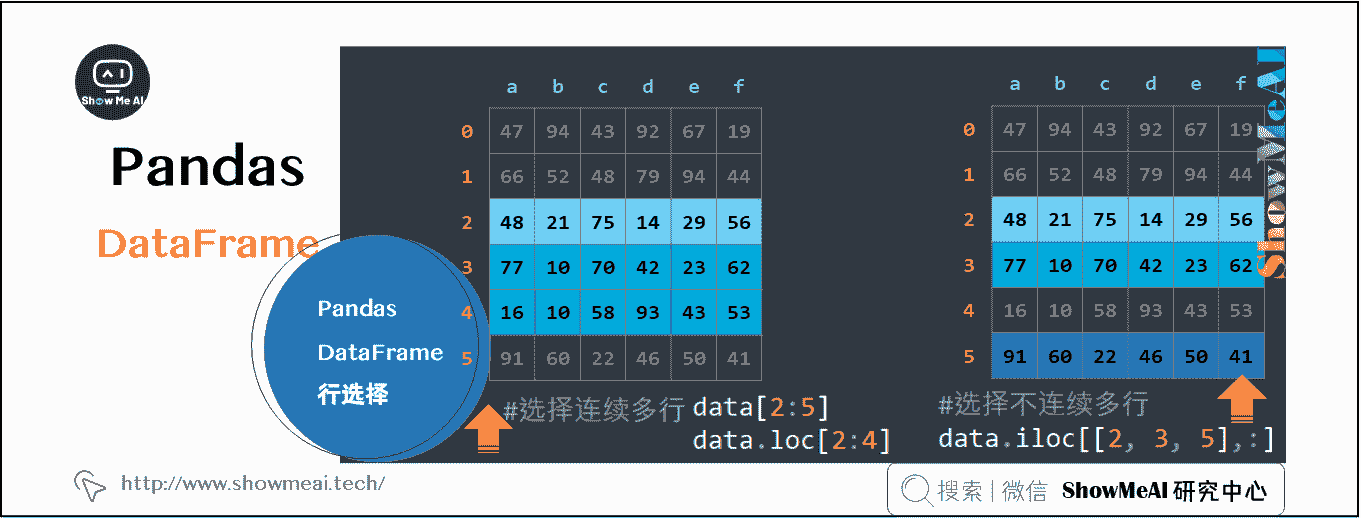 Show Me AI
Pandas
DataFrame
Pandas
DataFrame
行选择
a b c d e f
0 47 94 43 92 67 19
1 66 52 48 79 94 44
2 48 21 75 14 29 56
3 77 10 70 42 23 62
4 16 10 58 93 43 53
5 91 60 22 46 50 41
#选择连续多行 data[2:5]
data.loc[2:4]
a b c d e f
0 47 94 43 92 67 19
1 66 52 48 79 94 44
2 48 21 75 14 29 56
3 77 10 70 42 23 62
4 16 10 58 93 43 53
5 91 60 22 46 50 41
#选择不连续多行
data.iloc[[2, 3, 5],:]
ShowMeAI
http://www.showmeai.tech/
搜索 | 微信 ShowMeAI 研究中心